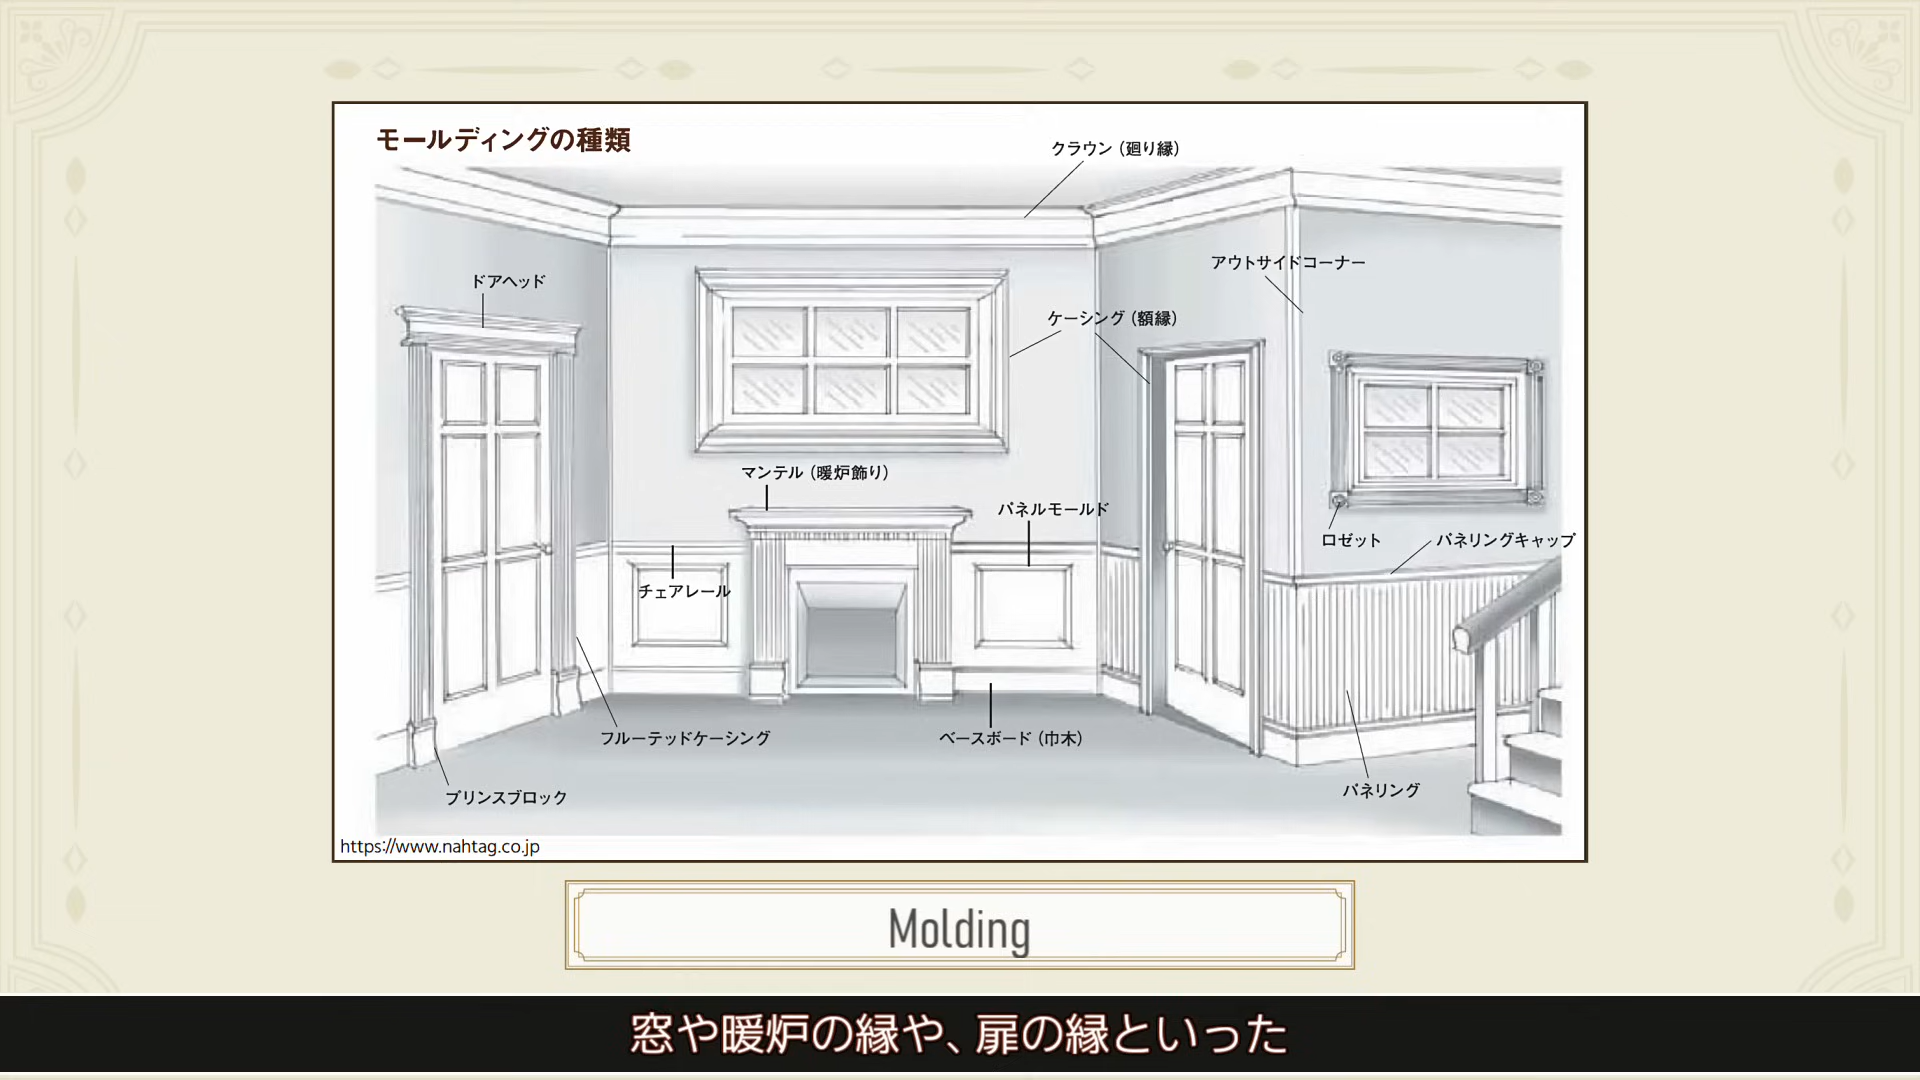 モールディングの種類
クラウン（廻り縁）
アウトサイドコーナー
ドアヘッド
ケーシング（額縁）
マンテル（暖炉飾り）
パネルモールド
ロゼット
パネリングキャップ
チェアレール
フルーテッドケーシング
ベースボード（巾木）
パネリング
プリンスブロック
https://www.nahtag.co.jp
Molding
窓や暖炉の縁や、扉の縁といった